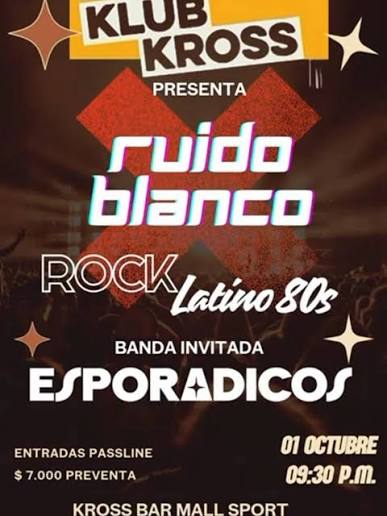 KLUB
KROSS
PRESENTA
ruido
blanco
ROCK Latino 80s
BANDA INVITADA
ESPORADICOS
ENTRADAS PASSLINE
$ 7.000 PREVENTA
01 OCTUBRE
09:30 P.M.
KROSS BAR MALL SPORT